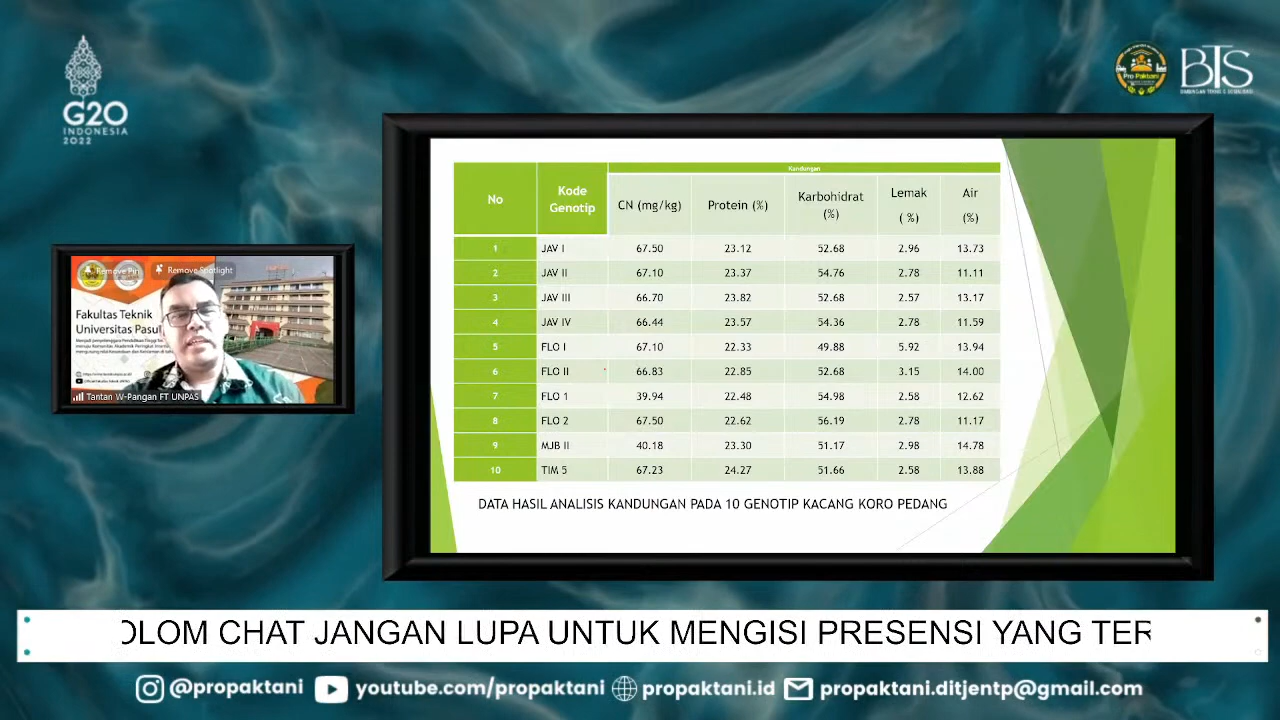 G20
INDONESIA
2022
Pro Paktani
BTS
BIMBINGAN TEKNIS & SOSIALISASI
Remove Pin
Remove Spotlight
Fakultas Teknik
Universitas Pasu
Tantan W-Pangan FT UNPAS
No Kode Genotip Kandungan
CN (mg/kg) Protein (%) Karbohidrat (%) Lemak ( %) Air (%)
1 JAV I 67.50 23.12 52.68 2.96 13.73
2 JAV II 67.10 23.37 54.76 2.78 11.11
3 JAV III 66.70 23.82 52.68 2.57 13.17
4 JAV IV 66.44 23.57 54.36 2.78 11.59
5 FLO I 67.10 22.33 52.68 5.92 13.94
6 FLO II 66.83 22.85 52.68 3.15 14.00
7 FLO 1 39.94 22.48 54.98 2.58 12.62
8 FLO 2 67.50 22.62 56.19 2.78 11.17
9 MJB II 40.18 23.30 51.17 2.98 14.78
10 TIM 5 67.23 24.27 51.66 2.58 13.88
DATA HASIL ANALISIS KANDUNGAN PADA 10 GENOTIP KACANG KORO PEDANG
OLOM CHAT JANGAN LUPA UNTUK MENGISI PRESENSI YANG TER
@propaktani youtube.com/propaktani propaktani.id propaktani.ditjentp@gmail.com